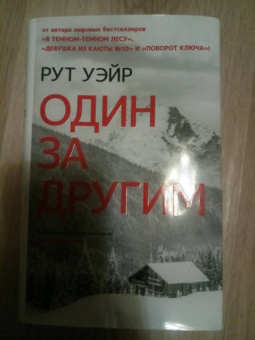 от автора мировых бестселлеров
«В ТЕМНОМ-ТЕМНОМ ЛЕСУ»,
«ДЕВУШКА ИЗ КАЮТЫ №10» И «ПОВОРОТ КЛЮЧА»!
РУТ УЭЙР
ОДИН
ЗА
ДРУГИМ